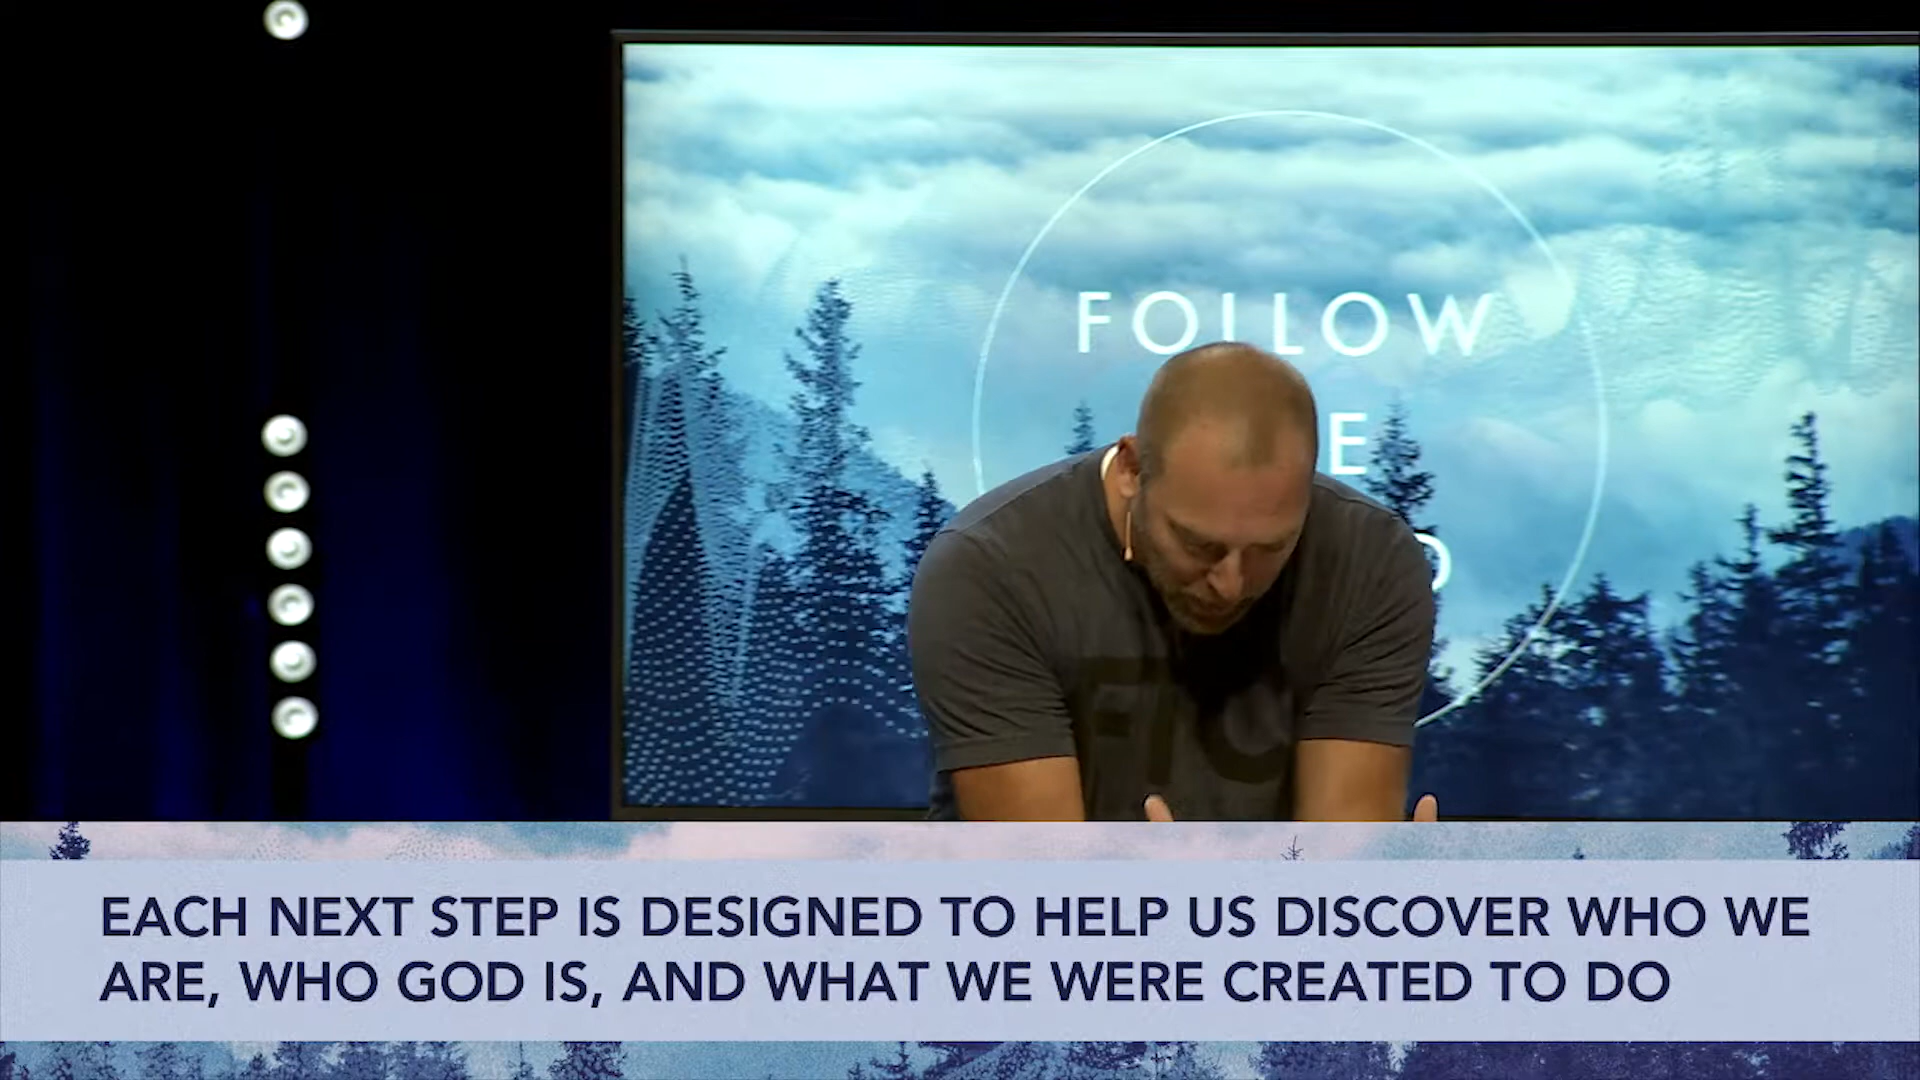 FOLLOW
EACH NEXT STEP IS DESIGNED TO HELP US DISCOVER WHO WE
ARE, WHO GOD IS, AND WHAT WE WERE CREATED TO DO